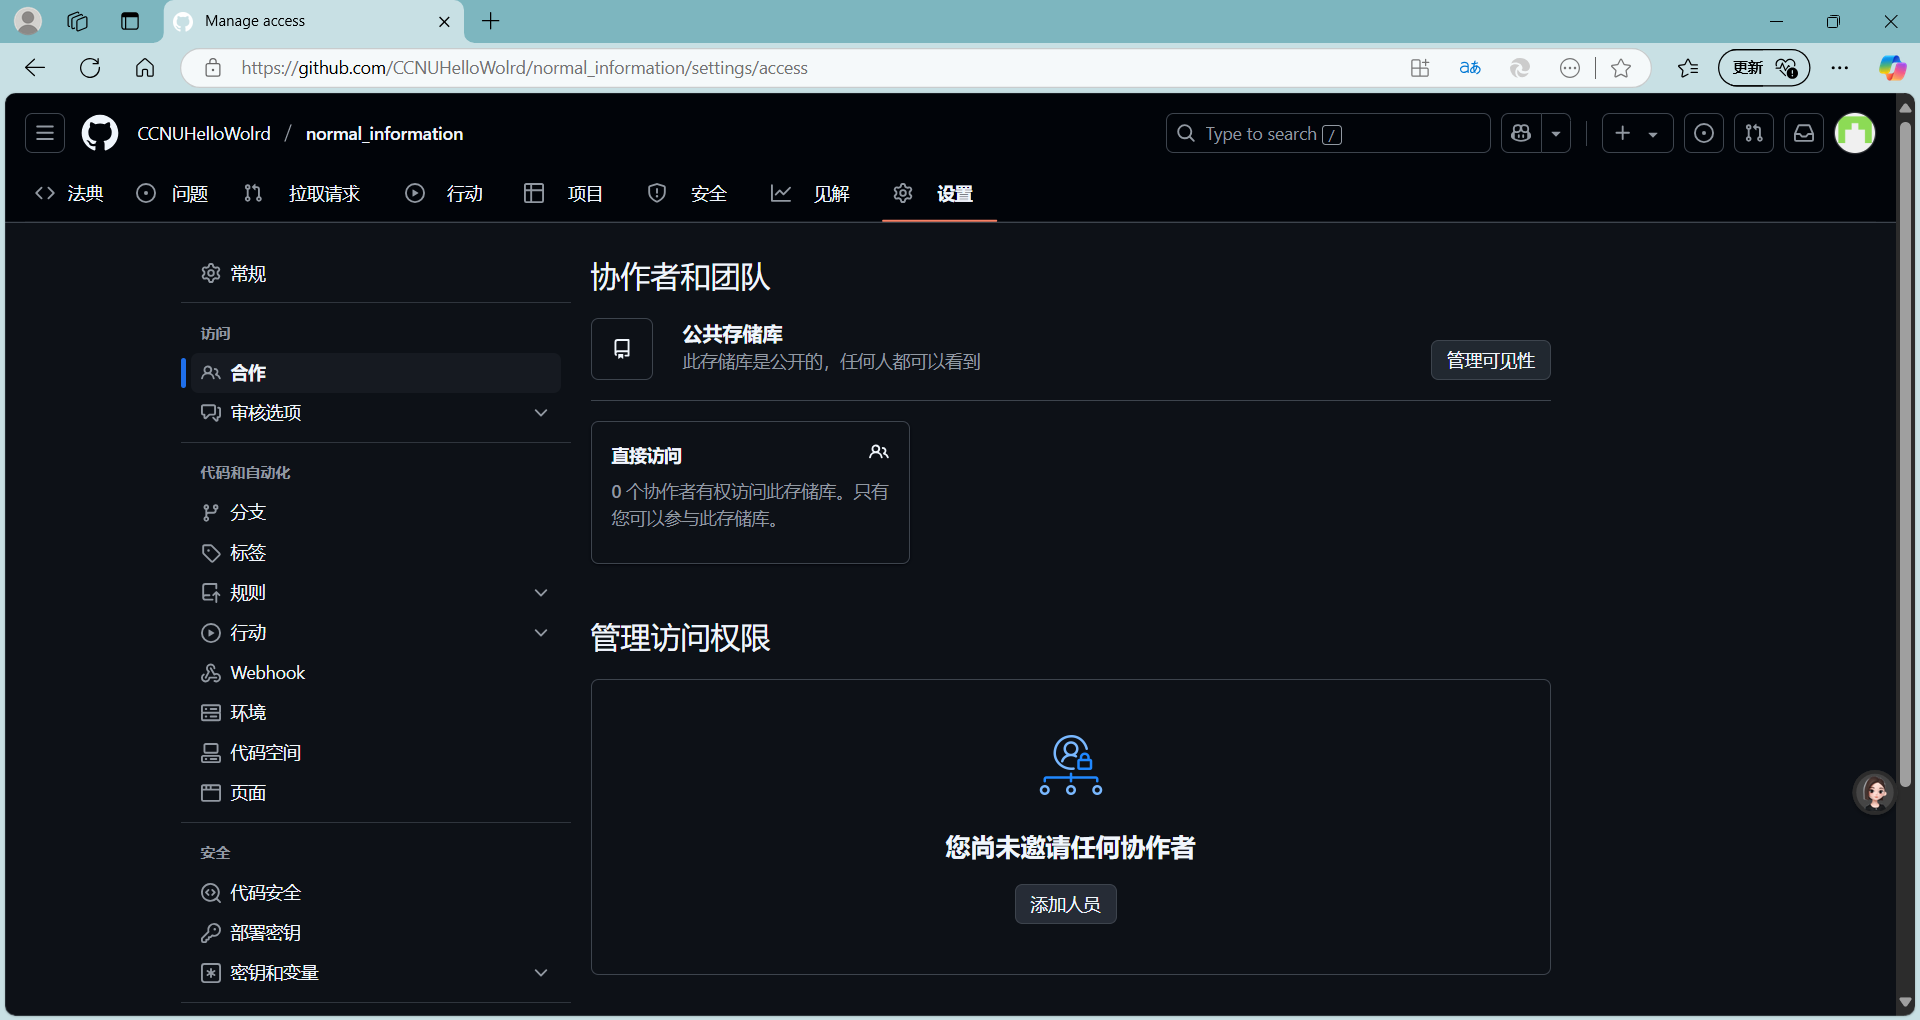 Manage access
https://github.com/CCNUHelloWolrd/normal_information/settings/access
aあ
更新
CCNUHelloWolrd / normal_information
Type to search /
法典 问题 拉取请求 行动 项目 安全 见解 设置
常规
访问
合作
审核选项
代码和自动化
分支
标签
规则
行动
Webhook
环境
代码空间
页面
安全
代码安全
部署密钥
密钥和变量
协作者和团队
公共存储库
此存储库是公开的，任何人都可以看到
管理可见性
直接访问
0 个协作者有权访问此存储库。只有
您可以参与此存储库。
管理访问权限
您尚未邀请任何协作者
添加人员